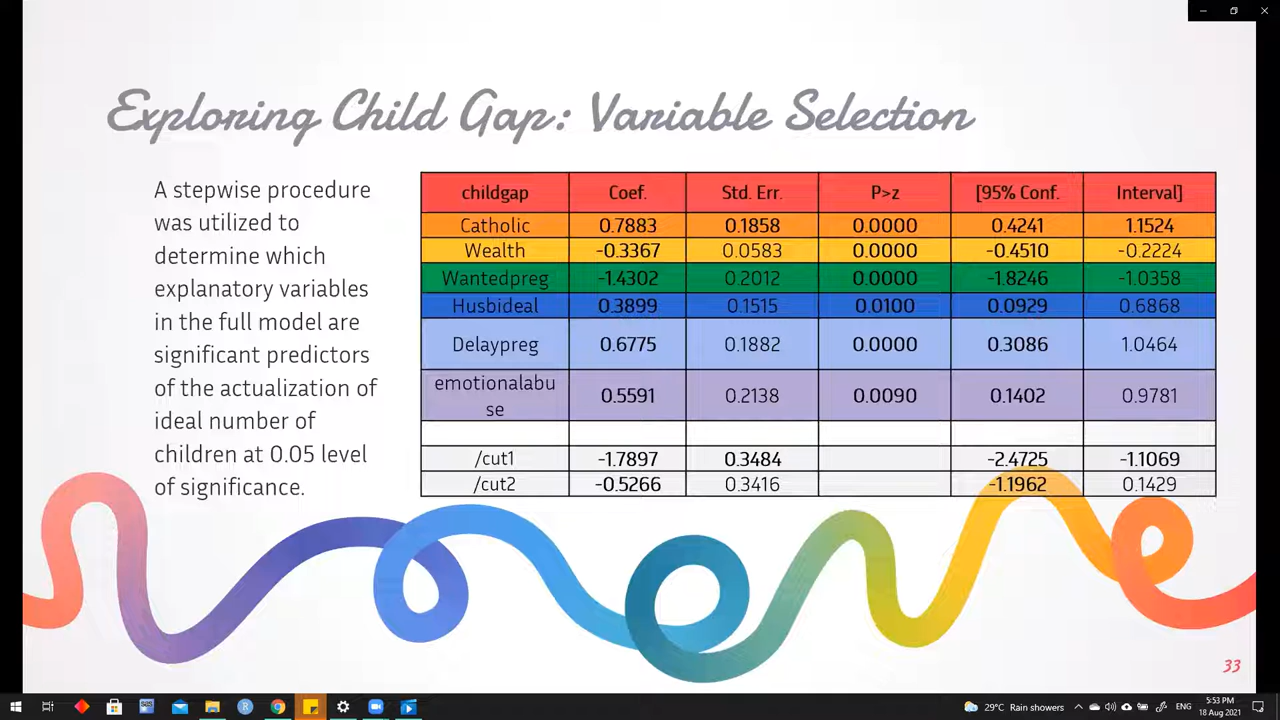 Exploring Child Gap: Variable Selection
A stepwise procedure
was utilized to
determine which
explanatory variables
in the full model are
significant predictors
of the actualization of
ideal number of
children at 0.05 level
of significance.
childgap Coef. Std. Err. P>z [95% Conf. Interval]
Catholic 0.7883 0.1858 0.0000 0.4241 1.1524
Wealth -0.3367 0.0583 0.0000 -0.4510 -0.2224
Wantedpreg -1.4302 0.2012 0.0000 -1.8246 -1.0358
Husbideal 0.3899 0.1515 0.0100 0.0929 0.6868
Delaypreg 0.6775 0.1882 0.0000 0.3086 1.0464
emotionalabu
se 0.5591 0.2138 0.0090 0.1402 0.9781
/cut1 -1.7897 0.3484 -2.4725 -1.1069
/cut2 -0.5266 0.3416 -1.1962 0.1429
33
29°C Rain showers ENG 5:53 PM
18 Aug 2021